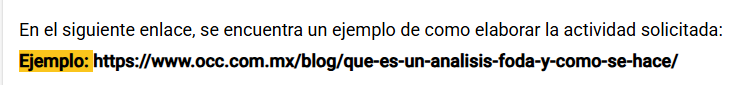 En el siguiente enlace, se encuentra un ejemplo de como elaborar la actividad solicitada:
Ejemplo: https://www.occ.com.mx/blog/que-es-un-analisis-foda-y-como-se-hace/